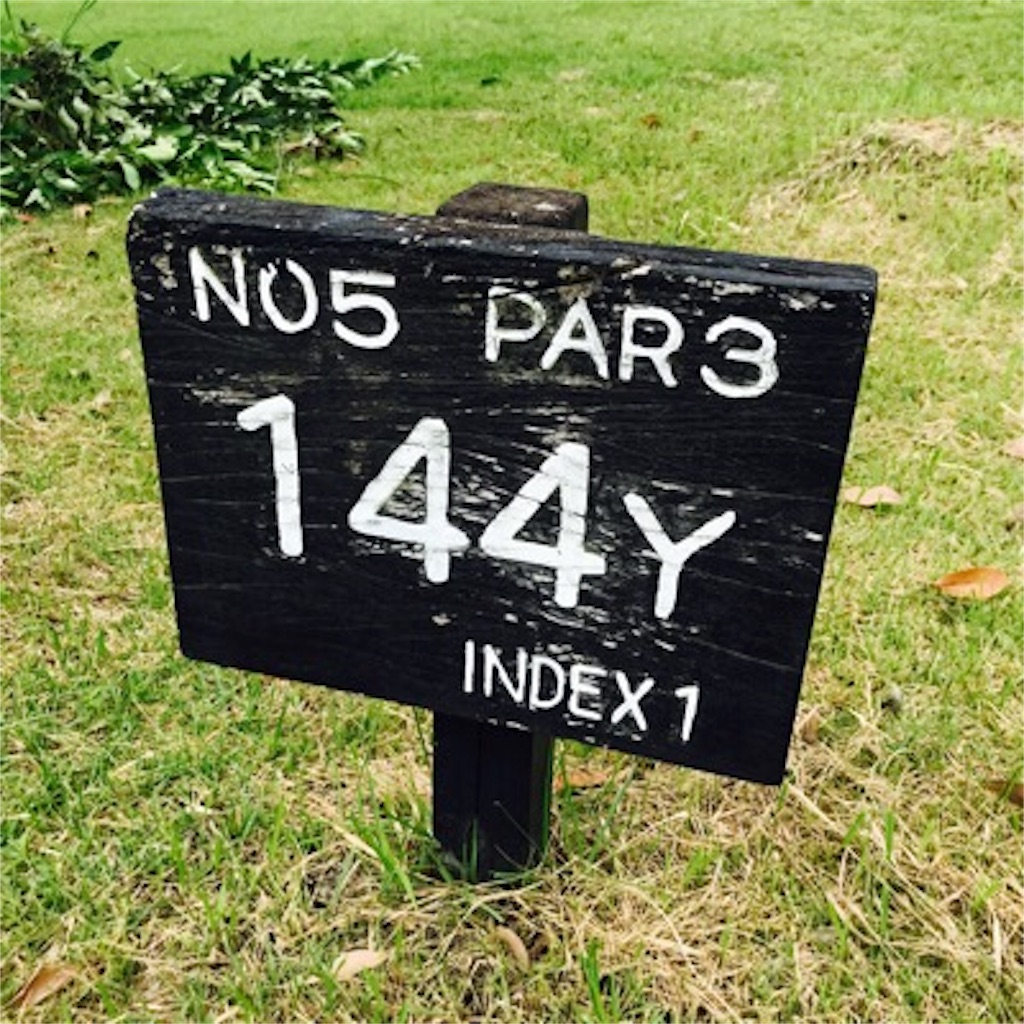 NO5 PAR3
144Y
INDEX 1